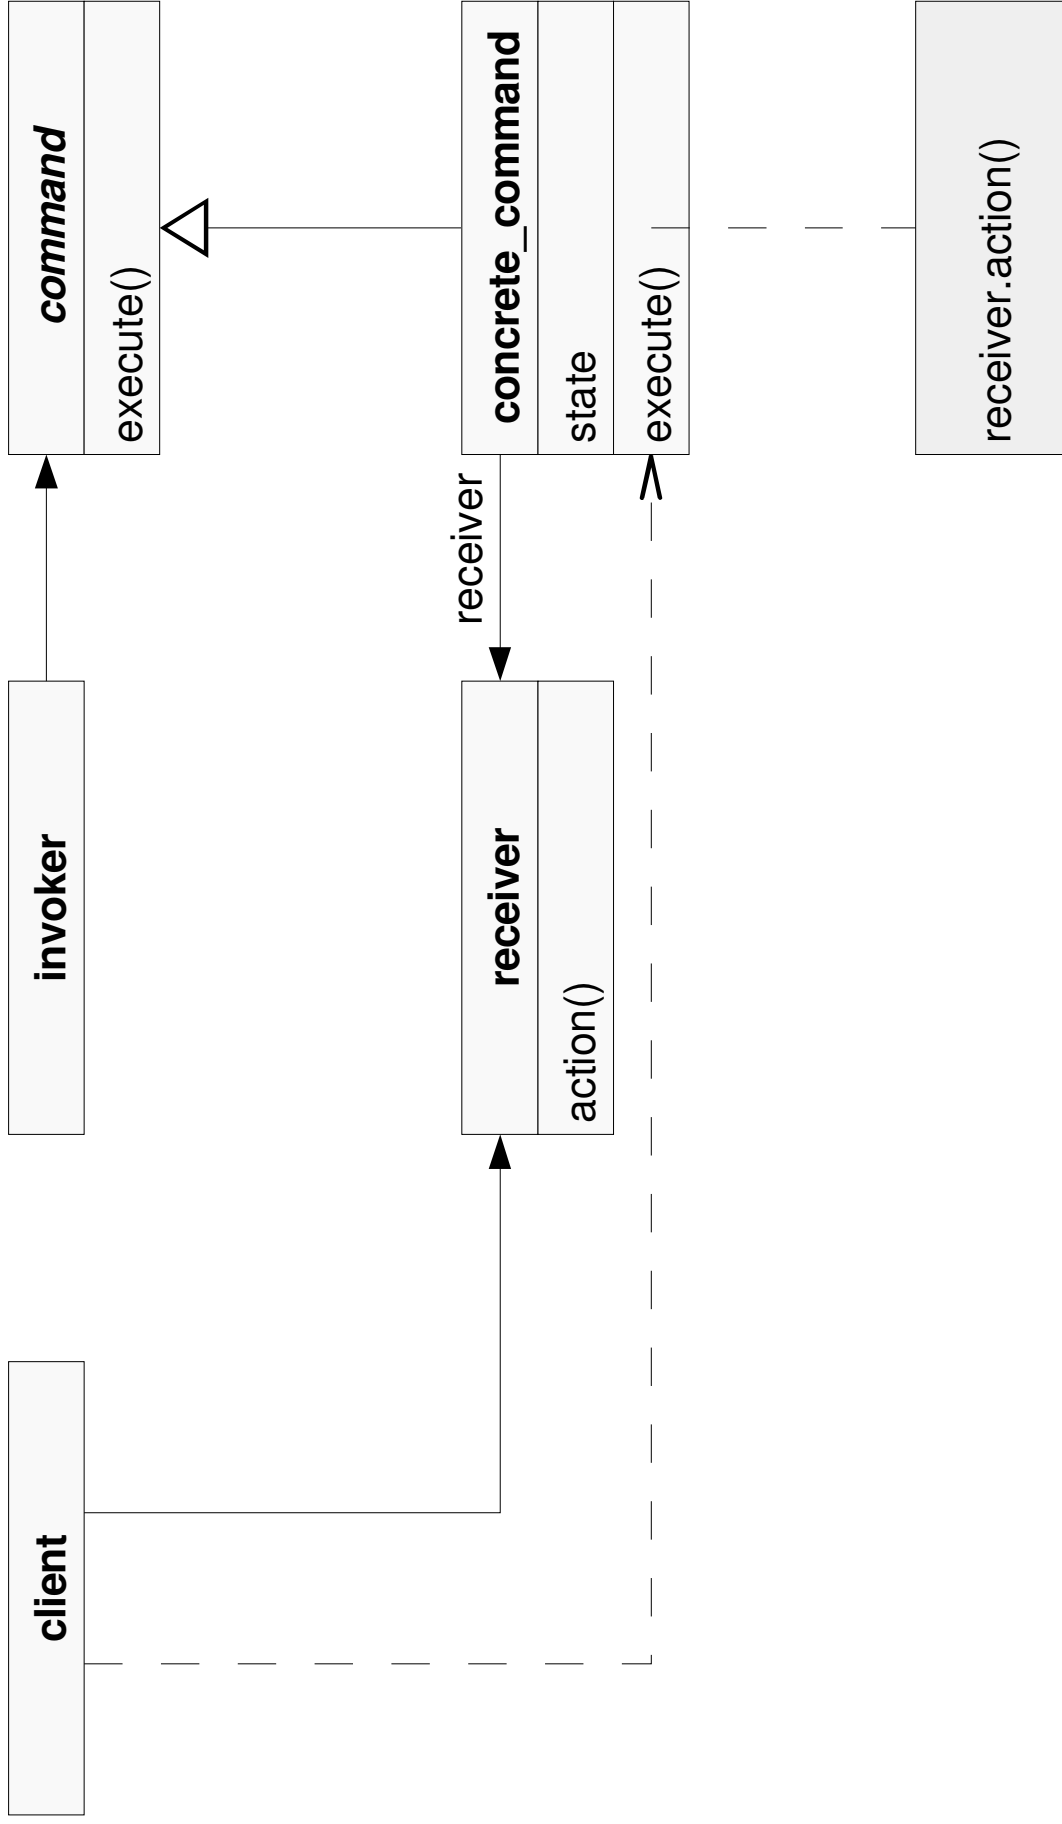 client
invoker
command
execute()
receiver
action()
receiver
concrete_command
state
execute()
receiver.action()